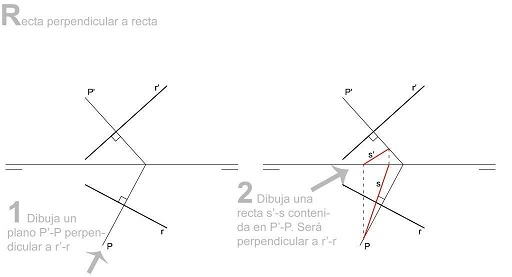 Recta perpendicular a recta
P' r' P' r'
s'
s
1 Dibuja un
plano P'-P perpen-
dicular a r'-r
P r
2 Dibuja una
recta s'-s conteni-
da en P'-P. Será
perpendicular a r'-r
P r